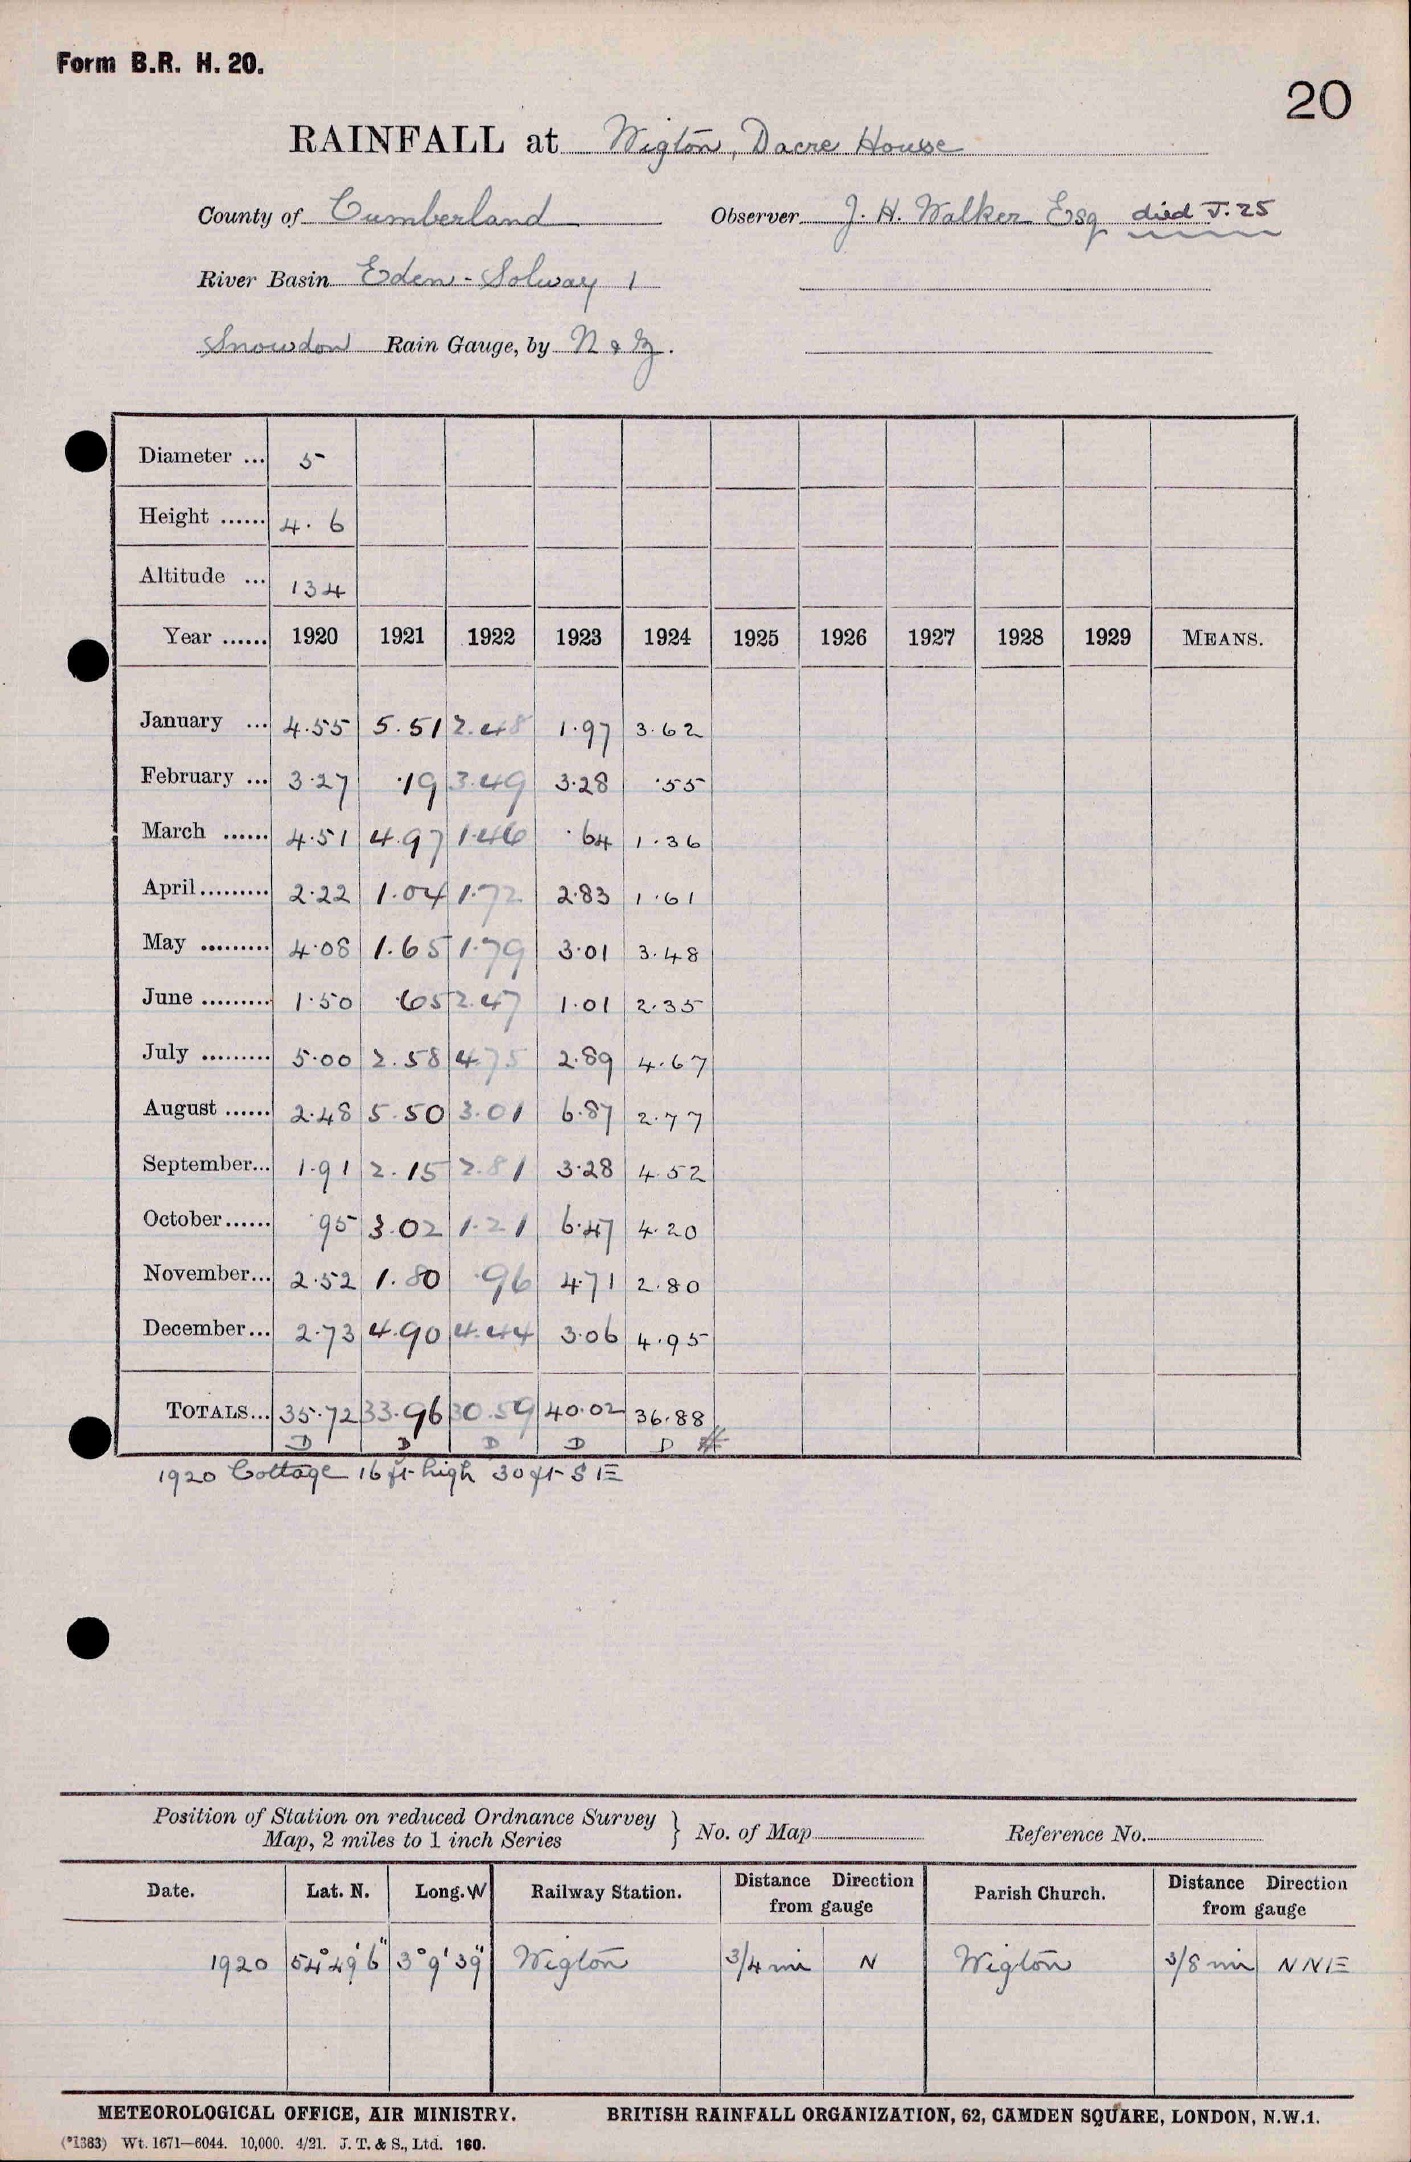 Form B.R. H. 20.
20
RAINFALL at Wigton, Dacre House
County of Cumberland Observer J. H. Walker Esq died J. 25
River Basin Eden - Solway 1
Snowdon Rain Gauge, by N & Z.
Diameter ... 5
Height ...... 4. 6
Altitude ... 134
Year ...... 1920 1921 1922 1923 1924 1925 1926 1927 1928 1929 MEANS.
January ... 4.55 5.51 2.48 1.97 3.62
February ... 3.27 .19 3.49 3.28 .55
March ...... 4.51 4.97 1.46 .64 1.36
April......... 2.22 1.04 1.72 2.83 1.61
May ......... 4.08 1.65 1.79 3.01 3.48
June ......... 1.50 .65 2.47 1.01 2.35
July ......... 5.00 2.58 4.75 2.89 4.67
August ...... 2.48 5.50 3.01 6.87 2.77
September... 1.91 2.15 2.81 3.28 4.52
October...... .95 3.02 1.21 6.47 4.20
November... 2.52 1.80 .96 4.71 2.80
December... 2.73 4.90 4.44 3.06 4.95
TOTALS... 35.72 33.96 30.59 40.02 36.88
D D D D D #
1920 Cottage 16 ft high 30 ft S E
Position of Station on reduced Ordnance Survey
Map, 2 miles to 1 inch Series } No. of Map Reference No.
Date. Lat. N. Long. W Railway Station. Distance Direction from gauge Parish Church. Distance Direction from gauge
1920 54° 49' 6" 3° 9' 39" Wigton 3/4 mi N Wigton 3/8 mi N N E
METEOROLOGICAL OFFICE, AIR MINISTRY. BRITISH RAINFALL ORGANIZATION, 62, CAMDEN SQUARE, LONDON, N.W.1.
(*1383) Wt. 1671—6044. 10,000. 4/21. J. T. & S., Ltd. 160.